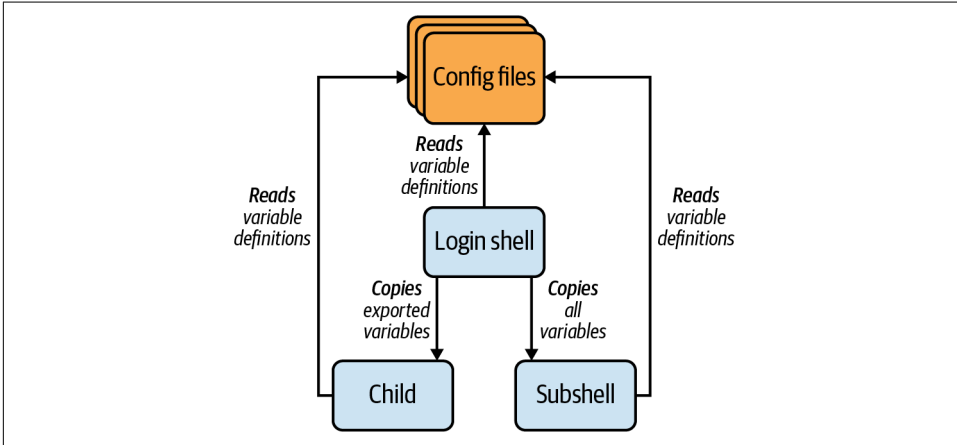 Config files
Reads
variable
definitions
Reads
variable
definitions
Reads
variable
definitions
Login shell
Copies
exported
variables
Copies
all
variables
Child
Subshell